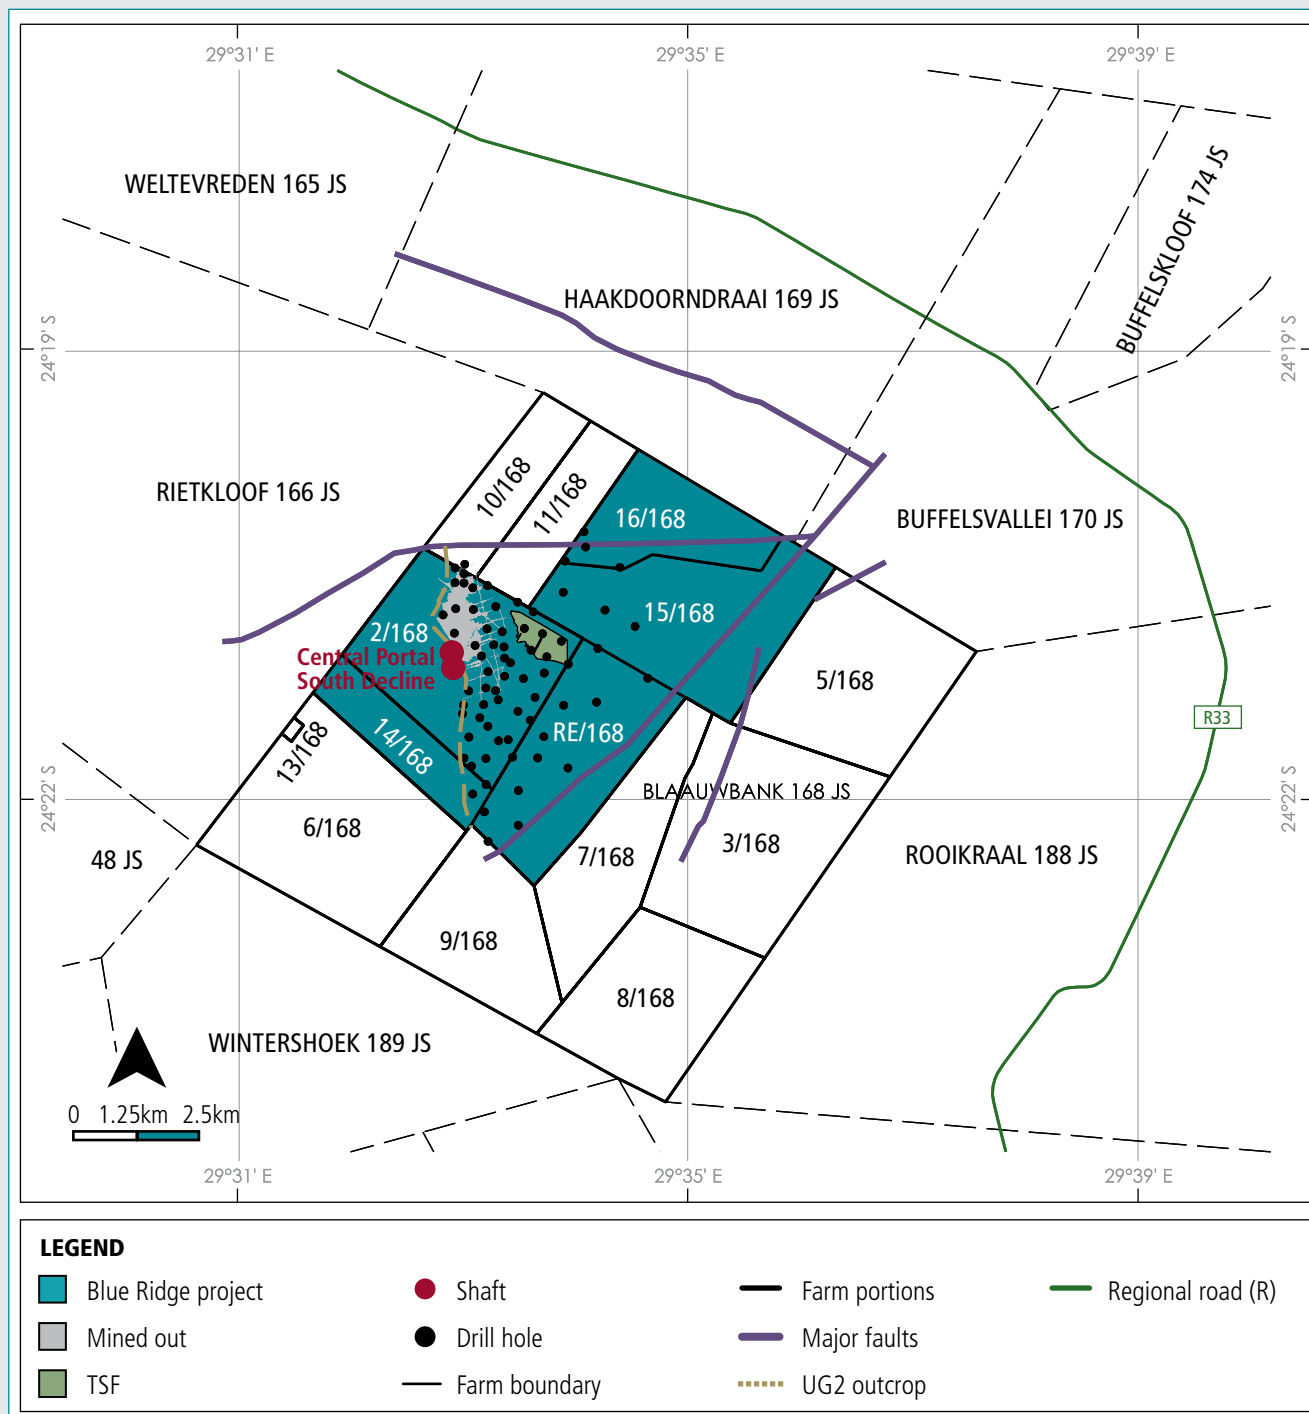 29°31' E
29°35' E
29°39' E
WELTEVREDEN 165 JS
BUFFELSKLOOF 174 JS
HAAKDOORNDRAAI 169 JS
24°19' S
24°19' S
RIETKLOOF 166 JS
10/168
11/168
16/168
BUFFELSVALLEI 170 JS
15/168
2/168
Central Portal
South Decline
5/168
R33
RE/168
14/168
13/168
BLAAUWBANK 168 JS
24°22' S
24°22' S
6/168
3/168
7/168
48 JS
ROOIKRAAL 188 JS
9/168
8/168
WINTERSHOEK 189 JS
0 1.25km 2.5km
29°31' E
29°35' E
29°39' E
LEGEND
Blue Ridge project
Shaft
Farm portions
Regional road (R)
Mined out
Drill hole
Major faults
TSF
Farm boundary
UG2 outcrop